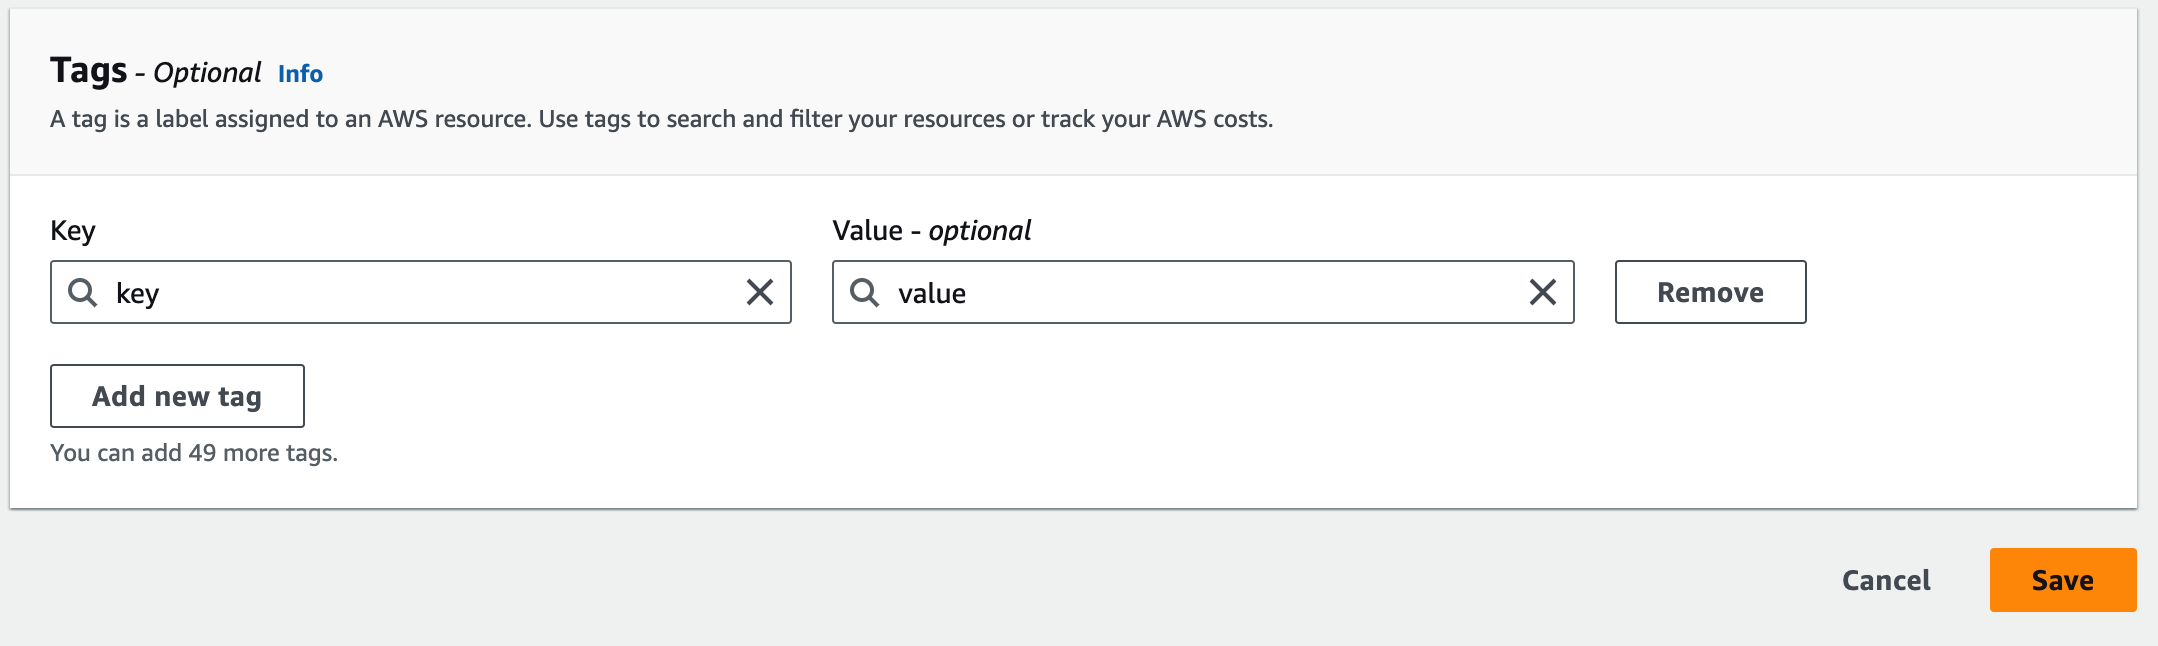 Tags - Optional Info
A tag is a label assigned to an AWS resource. Use tags to search and filter your resources or track your AWS costs.
Key Value - optional
key value Remove
Add new tag
You can add 49 more tags.
Cancel Save